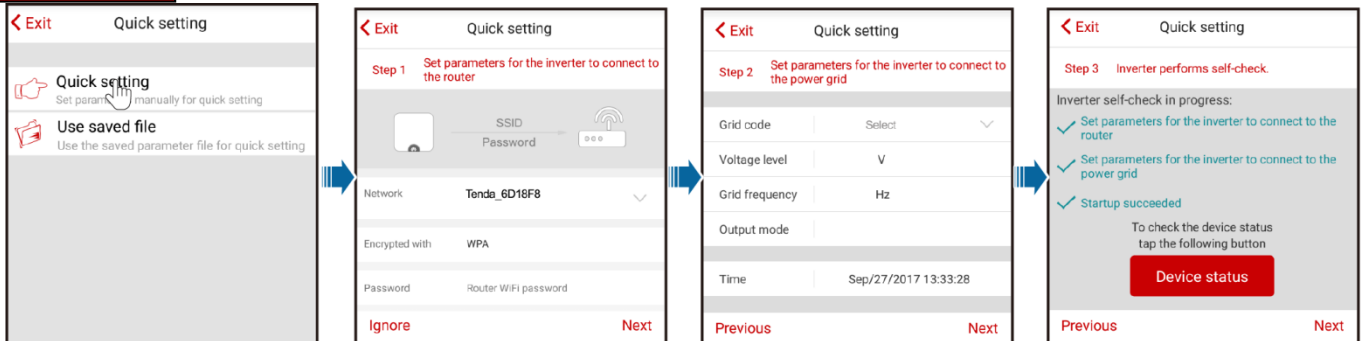 Exit Quick setting
Quick setting
Set param manually for quick setting
Use saved file
Use the saved parameter file for quick setting
Exit Quick setting
Step 1 Set parameters for the inverter to connect to
the router
SSID
Password
Network Tenda_6D18F8
Encrypted with WPA
Password Router WiFi password
Ignore Next
Exit Quick setting
Step 2 Set parameters for the inverter to connect to
the power grid
Grid code Select
Voltage level V
Grid frequency Hz
Output mode
Time Sep/27/2017 13:33:28
Previous Next
Exit Quick setting
Step 3 Inverter performs self-check.
Inverter self-check in progress:
Set parameters for the inverter to connect to the
router
Set parameters for the inverter to connect to the
power grid
Startup succeeded
To check the device status
tap the following button
Device status
Previous Next